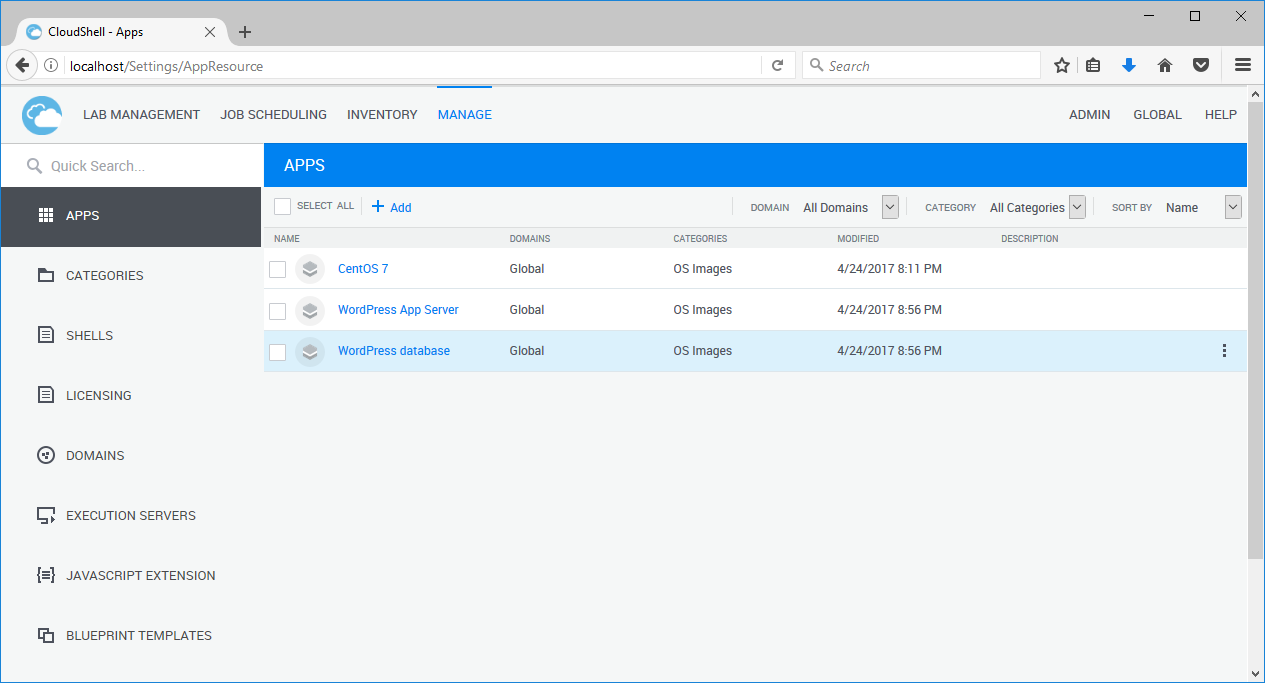 CloudShell - Apps
localhost/Settings/AppResource
Search
LAB MANAGEMENT JOB SCHEDULING INVENTORY MANAGE ADMIN GLOBAL HELP
Quick Search...
APPS
CATEGORIES
SHELLS
LICENSING
DOMAINS
EXECUTION SERVERS
JAVASCRIPT EXTENSION
BLUEPRINT TEMPLATES
APPS
SELECT ALL Add DOMAIN All Domains CATEGORY All Categories SORT BY Name
NAME DOMAINS CATEGORIES MODIFIED DESCRIPTION
CentOS 7 Global OS Images 4/24/2017 8:11 PM
WordPress App Server Global OS Images 4/24/2017 8:56 PM
WordPress database Global OS Images 4/24/2017 8:56 PM